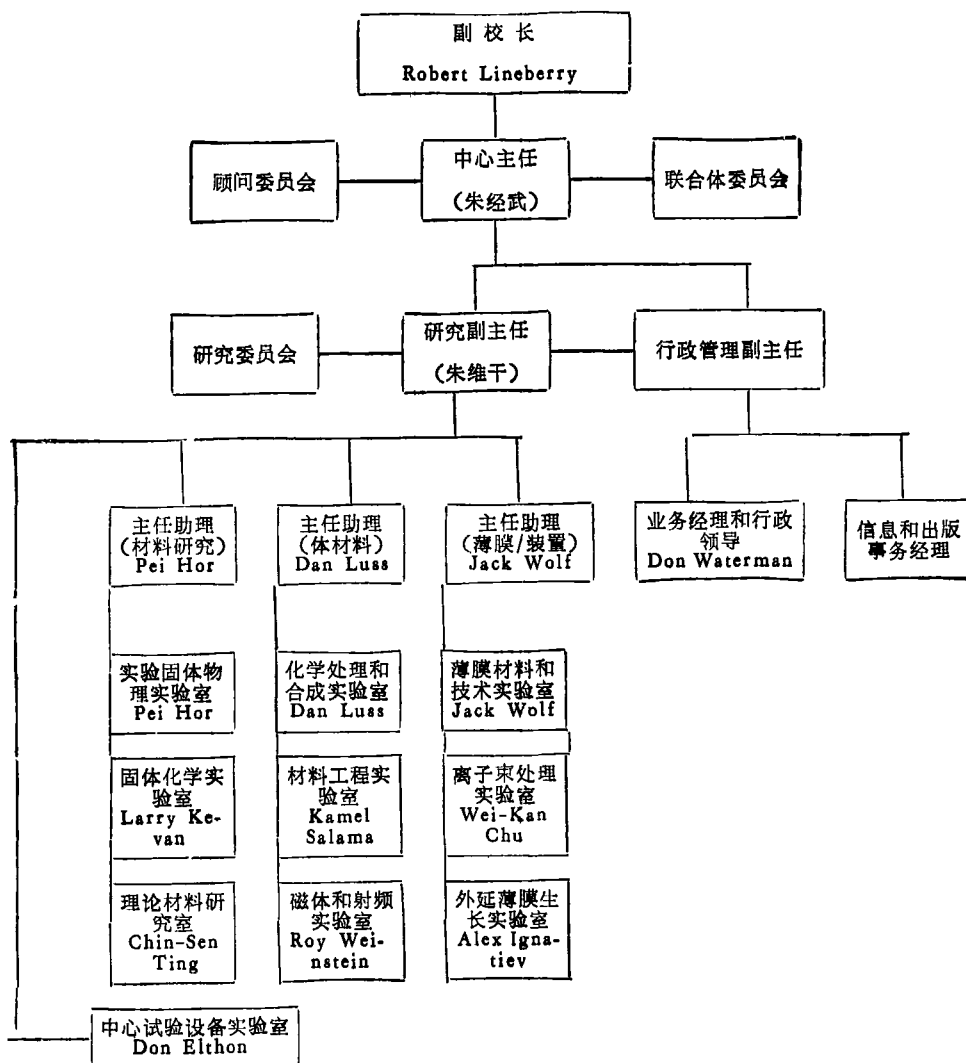 副校长
Robert Lineberry
顾问委员会
中心主任
(朱经武)
联合体委员会
研究委员会
研究副主任
(朱维干)
行政管理副主任
主任助理
(材料研究)
Pei Hor
主任助理
(体材料)
Dan Luss
主任助理
(薄膜/装置)
Jack Wolf
业务经理和行政
领导
Don Waterman
信息和出版
事务经理
实验固体物
理实验室
Pei Hor
化学处理和
合成实验室
Dan Luss
薄膜材料和
技术实验室
Jack Wolf
固体化学实
验室
Larry Ke-
van
材料工程实
验室
Kamel
Salama
离子束处理
实验室
Wei-Kan
Chu
理论材料研
究室
Chin-Sen
Ting
磁体和射频
实验室
Roy Wei-
nstein
外延薄膜生
长实验室
Alex Igna-
tiev
中心试验设备实验室
Don Elthon